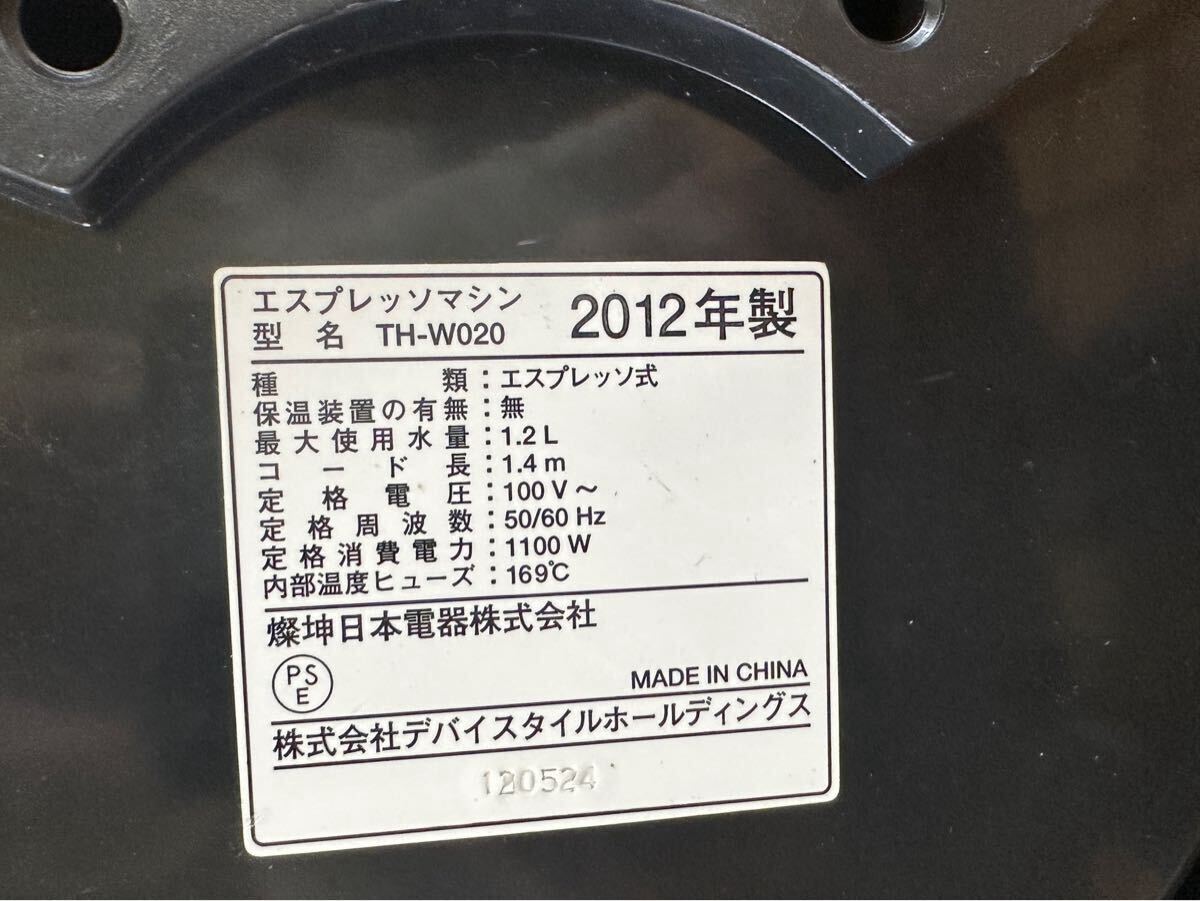 エスプレッソマシン
型名 TH-W020 2012年製
種類：エスプレッソ式
保温装置の有無：無
最大使用水量：1.2 L
コード長：1.4 m
定格電圧：100 V～
定格周波数：50/60 Hz
定格消費電力：1100 W
内部温度ヒューズ：169℃
燦坤日本電器株式会社
PS
E
MADE IN CHINA
株式会社デバイスタイルホールディングス
120524